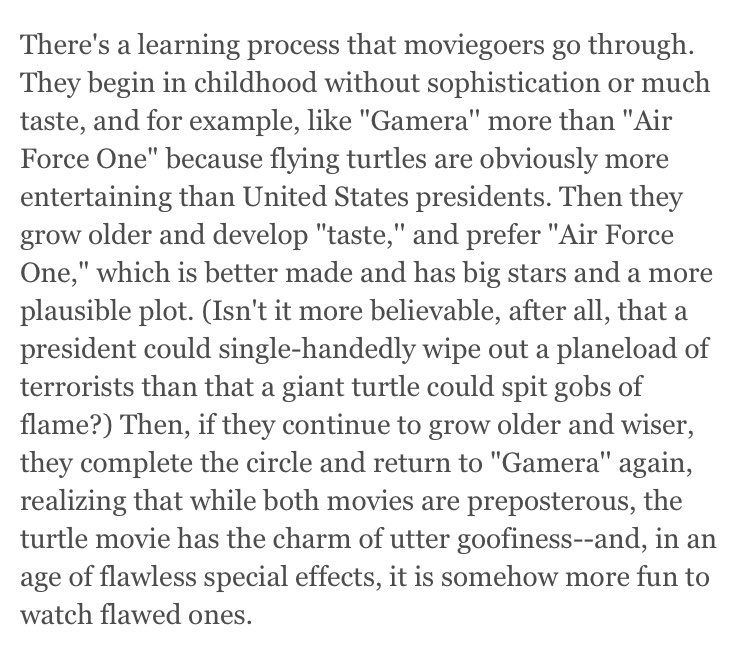 There's a learning process that moviegoers go through.
They begin in childhood without sophistication or much
taste, and for example, like "Gamera" more than "Air
Force One" because flying turtles are obviously more
entertaining than United States presidents. Then they
grow older and develop "taste," and prefer "Air Force
One," which is better made and has big stars and a more
plausible plot. (Isn't it more believable, after all, that a
president could single-handedly wipe out a planeload of
terrorists than that a giant turtle could spit gobs of
flame?) Then, if they continue to grow older and wiser,
they complete the circle and return to "Gamera" again,
realizing that while both movies are preposterous, the
turtle movie has the charm of utter goofiness--and, in an
age of flawless special effects, it is somehow more fun to
watch flawed ones.